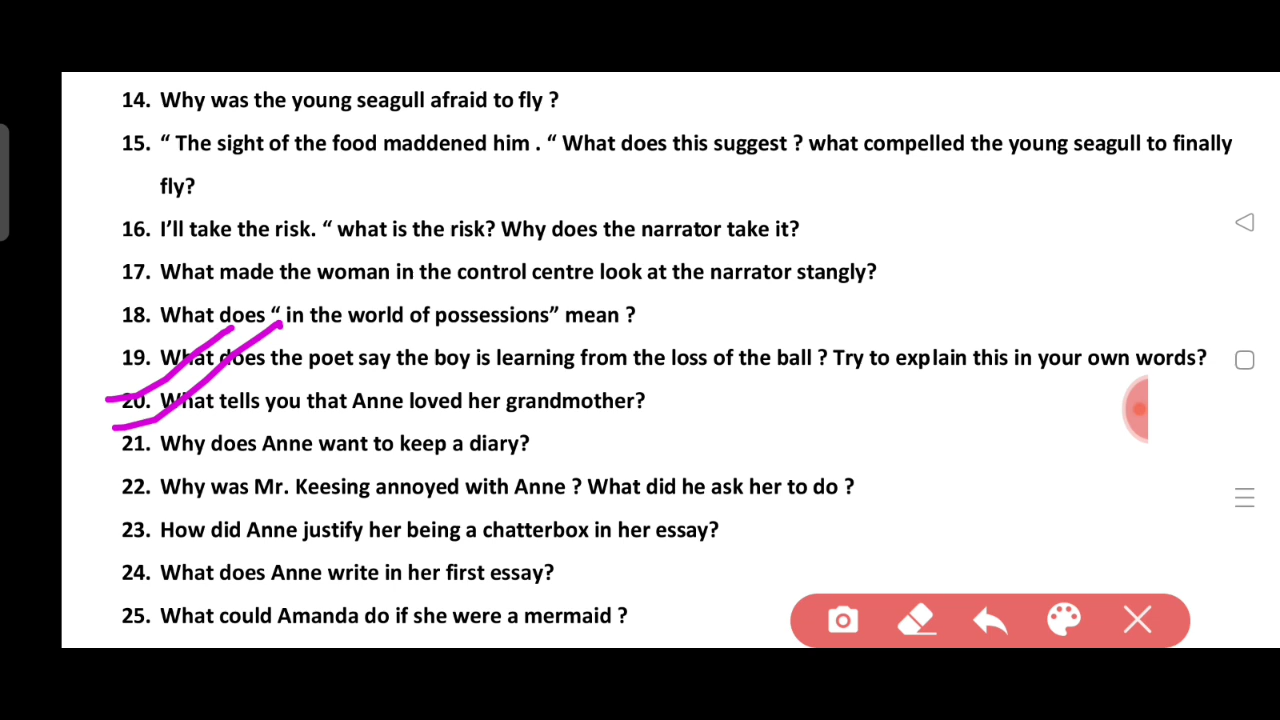 14. Why was the young seagull afraid to fly ?
15. “ The sight of the food maddened him . “ What does this suggest ? what compelled the young seagull to finally
fly?
16. I’ll take the risk. “ what is the risk? Why does the narrator take it?
17. What made the woman in the control centre look at the narrator stangly?
18. What does “ in the world of possessions” mean ?
19. What does the poet say the boy is learning from the loss of the ball ? Try to explain this in your own words?
20. What tells you that Anne loved her grandmother?
21. Why does Anne want to keep a diary?
22. Why was Mr. Keesing annoyed with Anne ? What did he ask her to do ?
23. How did Anne justify her being a chatterbox in her essay?
24. What does Anne write in her first essay?
25. What could Amanda do if she were a mermaid ?